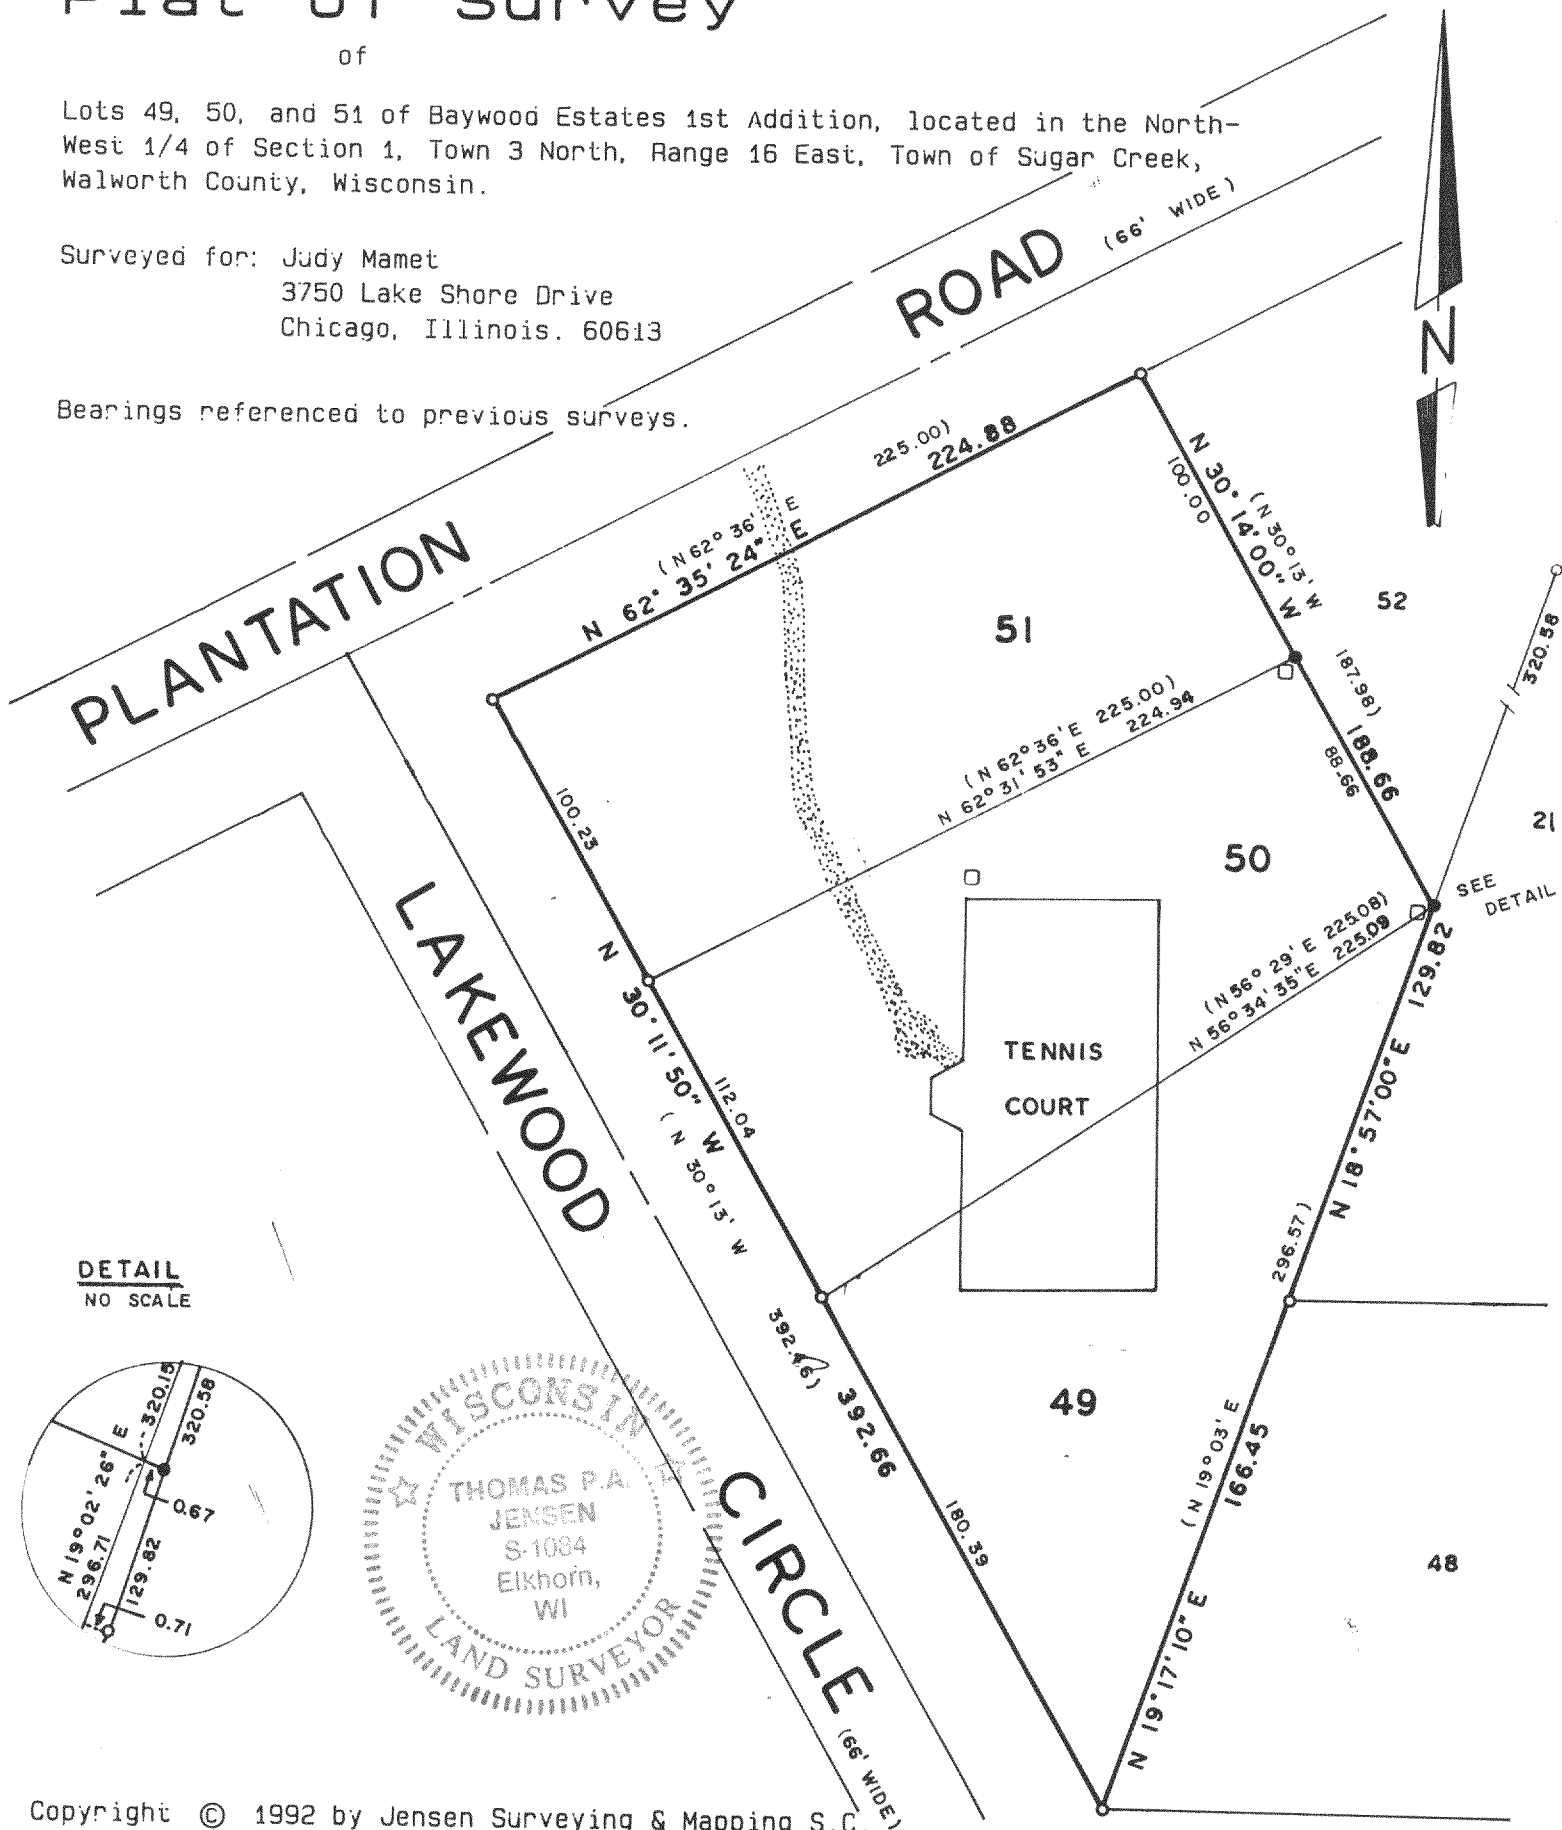 Plat of Survey
of
Lots 49, 50, and 51 of Baywood Estates 1st Addition, located in the North-
West 1/4 of Section 1, Town 3 North, Range 16 East, Town of Sugar Creek,
Walworth County, Wisconsin.
Surveyed for: Judy Mamet
3750 Lake Shore Drive
Chicago, Illinois. 60613
Bearings referenced to previous surveys.
PLANTATION ROAD (66' WIDE)
N
225.00)
224.88
(N 62° 36' E
N 62° 35' 24" E
N 30° 14' 00" W
(N 30° 13' W
100.00
51
52
320.58
187.98)
188.66
88.66
(N 62° 36' E 225.00)
N 62° 31' 53" E 224.94
100.23
21
50
SEE
DETAIL
(N 56° 29' E 225.08)
N 56° 34' 35" E 225.09
LAKEWOOD CIRCLE (66' WIDE)
N 30° 11' 50" W
(N 30° 13' W
112.04
TENNIS
COURT
N 18° 57' 00" E 129.82
296.57)
392.46)
392.66
180.39
49
(N 19° 03' E
166.45
N 19° 17' 10" E
48
DETAIL
NO SCALE
320.15
320.58
N 19° 02' 26" E
296.71
0.67
129.82
0.71
WISCONSIN
THOMAS P.A.
JENSEN
S-1084
Elkhorn,
WI
LAND SURVEYOR
Copyright © 1992 by Jensen Surveying & Mapping S.C.